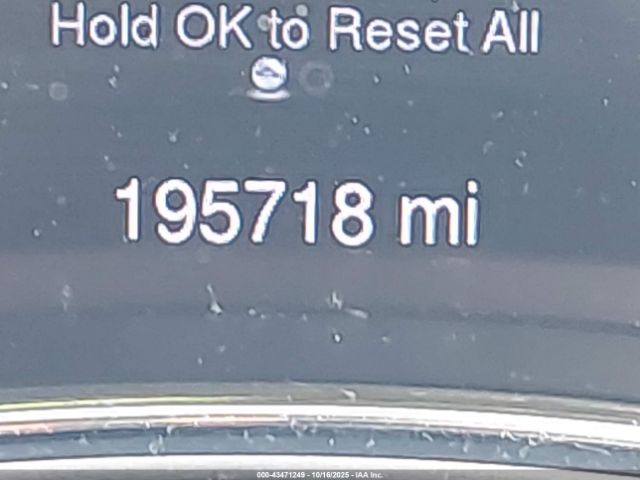 Hold OK to Reset All
195718 mi
000-43471249 - 10/16/2025 - IAA Inc.